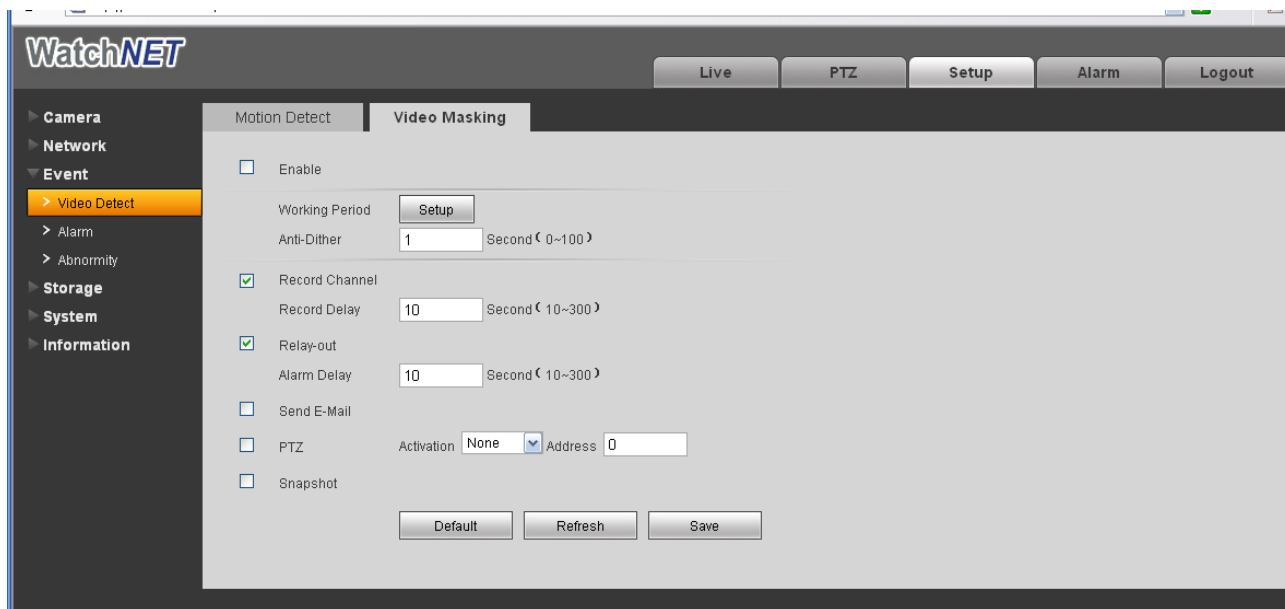 WatchNET
Live PTZ Setup Alarm Logout
Camera
Network
Event
> Video Detect
> Alarm
> Abnormity
Storage
System
Information
Motion Detect Video Masking
Enable
Working Period Setup
Anti-Dither 1 Second ( 0~100 )
Record Channel
Record Delay 10 Second ( 10~300 )
Relay-out
Alarm Delay 10 Second ( 10~300 )
Send E-Mail
PTZ Activation None Address 0
Snapshot
Default Refresh Save